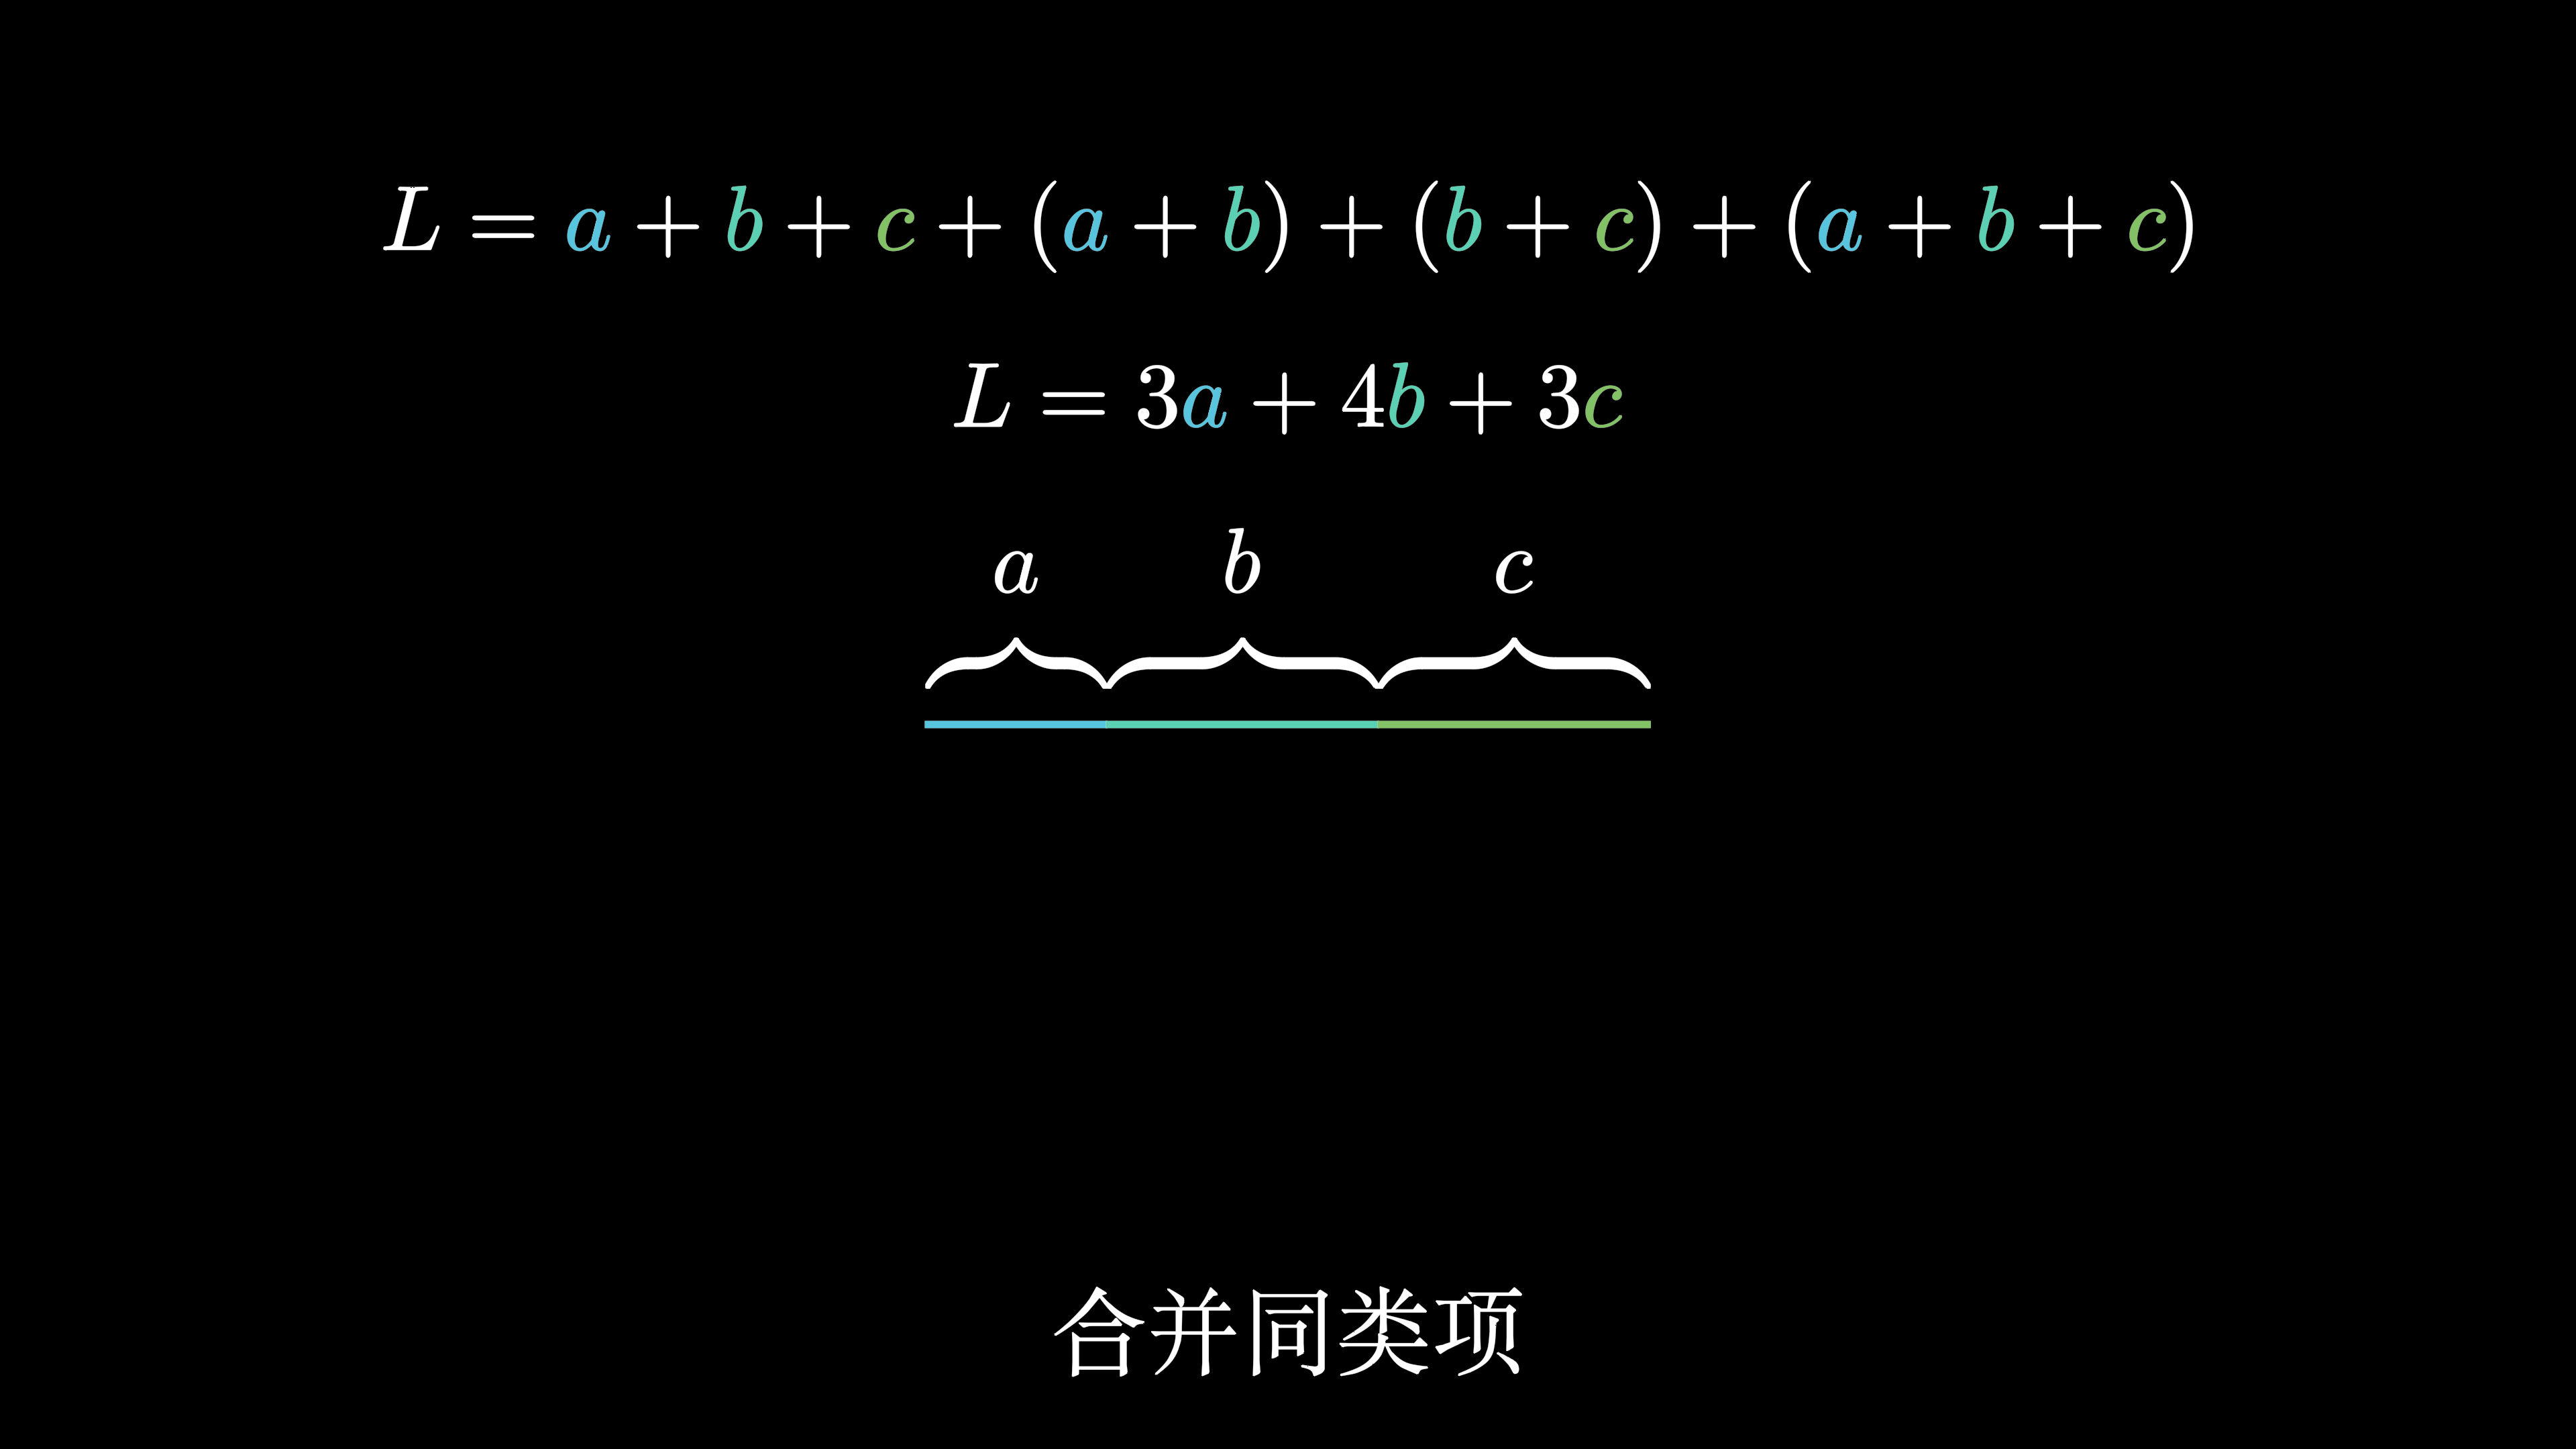 L = a + b + c + (a + b) + (b + c) + (a + b + c)
L = 3a + 4b + 3c
a b c
合并同类项